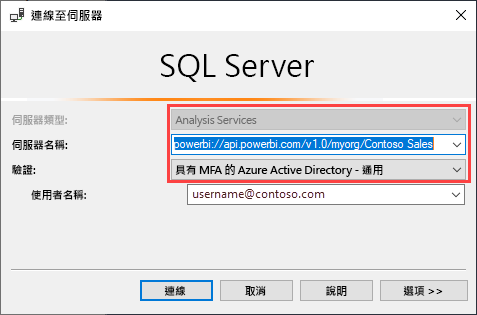 連線至伺服器
SQL Server
伺服器類型: Analysis Services
伺服器名稱: powerbi://api.powerbi.com/v1.0/myorg/Contoso Sales
驗證: 具有 MFA 的 Azure Active Directory - 通用
使用者名稱: username@contoso.com
連線 取消 說明 選項 >>